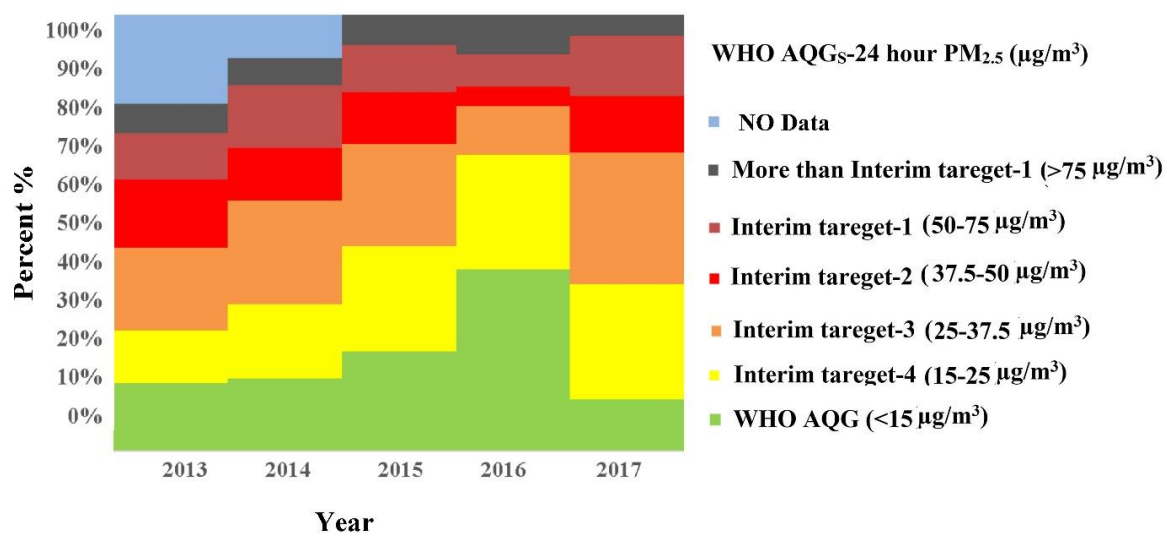 100%
90%
80%
70%
60%
50%
40%
30%
20%
10%
0%
Percent %
2013 2014 2015 2016 2017
Year
WHO AQGS-24 hour PM2.5 (µg/m3)
NO Data
More than Interim tareget-1 (>75 µg/m3)
Interim tareget-1 (50-75 µg/m3)
Interim tareget-2 (37.5-50 µg/m3)
Interim tareget-3 (25-37.5 µg/m3)
Interim tareget-4 (15-25 µg/m3)
WHO AQG (<15 µg/m3)